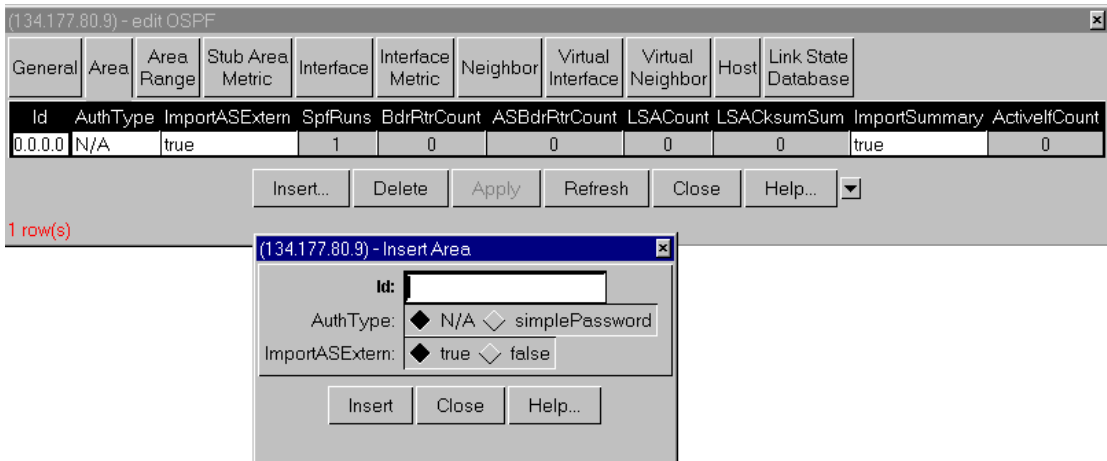 (134.177.80.9) - edit OSPF
General Area Area Range Stub Area Metric Interface Interface Metric Neighbor Virtual Interface Virtual Neighbor Host Link State Database
Id AuthType ImportASExtern SpfRuns BdrRtrCount ASBdrRtrCount LSACount LSACksumSum ImportSummary ActiveIfCount
0.0.0.0 N/A true 1 0 0 0 0 true 0
Insert... Delete Apply Refresh Close Help...
1 row(s)
(134.177.80.9) - Insert Area
Id:
AuthType: N/A simplePassword
ImportASExtern: true false
Insert Close Help...